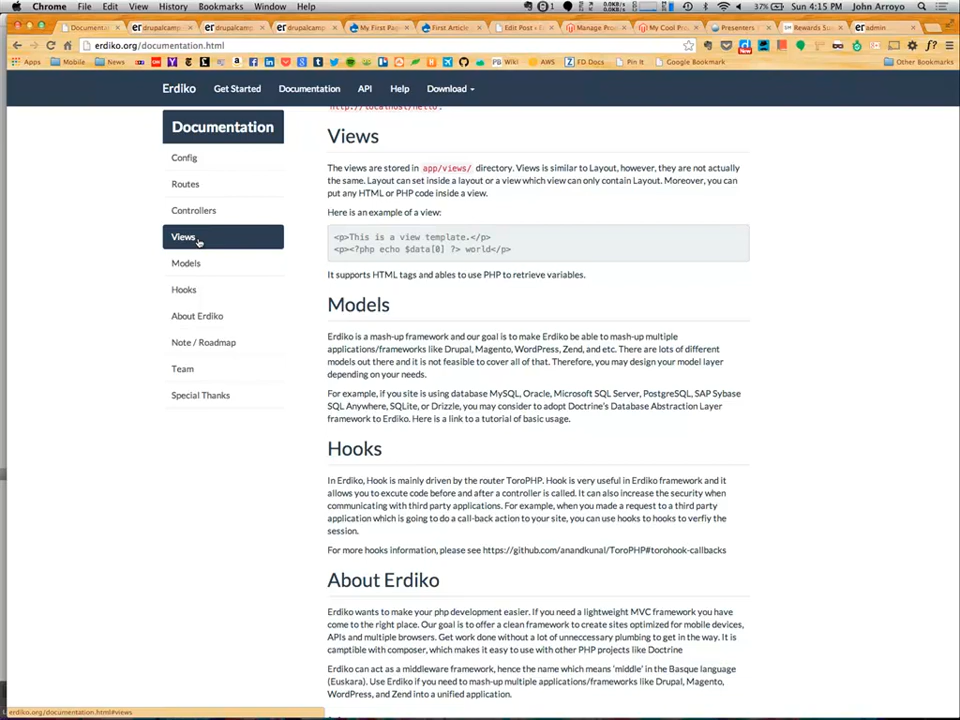 Chrome File Edit View History Bookmarks Window Help 37% Sun 4:15 PM John Arroyo
Documenta drupalcamp drupalcamp drupalcamp My First Pa First Article Edit Post Manage Pro My Cool Pro Presenters Rewards Su admin
erdiko.org/documentation.html
Apps Mobile News PB Wiki AWS FD Docs Pin It Google Bookmark Other Bookmarks
Erdiko Get Started Documentation API Help Download
http://localhost/hello.
Documentation
Config
Routes
Controllers
Views
Models
Hooks
About Erdiko
Note / Roadmap
Team
Special Thanks
Views
The views are stored in app/views/ directory. Views is similar to Layout, however, they are not actually
the same. Layout can set inside a layout or a view which view can only contain Layout. Moreover, you can
put any HTML or PHP code inside a view.
Here is an example of a view:
<p>This is a view template.</p>
<p><?php echo $data[0] ?> world</p>
It supports HTML tags and ables to use PHP to retrieve variables.
Models
Erdiko is a mash-up framework and our goal is to make Erdiko be able to mash-up multiple
applications/frameworks like Drupal, Magento, WordPress, Zend, and etc. There are lots of different
models out there and it is not feasible to cover all of that. Therefore, you may design your model layer
depending on your needs.
For example, if you site is using database MySQL, Oracle, Microsoft SQL Server, PostgreSQL, SAP Sybase
SQL Anywhere, SQLite, or Drizzle, you may consider to adopt Doctrine's Database Abstraction Layer
framework to Erdiko. Here is a link to a tutorial of basic usage.
Hooks
In Erdiko, Hook is mainly driven by the router ToroPHP. Hook is very useful in Erdiko framework and it
allows you to excute code before and after a controller is called. It can also increase the security when
communicating with third party applications. For example, when you made a request to a third party
application which is going to do a call-back action to your site, you can use hooks to hooks to verfiy the
session.
For more hooks information, please see https://github.com/anandkunal/ToroPHP#torohook-callbacks
About Erdiko
Erdiko wants to make your php development easier. If you need a lightweight MVC framework you have
come to the right place. Our goal is to offer a clean framework to create sites optimized for mobile devices,
APIs and multiple browsers. Get work done without a lot of unneccessary plumbing to get in the way. It is
camptible with composer, which makes it easy to use with other PHP projects like Doctrine
Erdiko can act as a middleware framework, hence the name which means 'middle' in the Basque language
(Euskara). Use Erdiko if you need to mash-up multiple applications/frameworks like Drupal, Magento,
WordPress, and Zend into a unified application.
erdiko.org/documentation.html#views